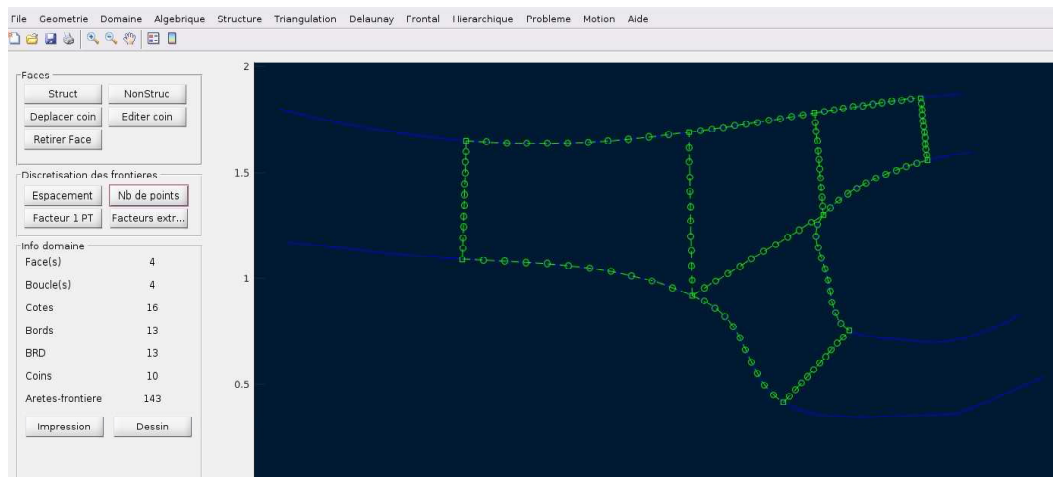 File Geometrie Domaine Algebrique Structure Triangulation Delaunay Frontal Hierarchique Probleme Motion Aide
Faces
Struct NonStruc
Deplacer coin Editer coin
Retirer Face
Discretisation des frontieres
Espacement Nb de points
Facteur 1 PT Facteurs extr...
Info domaine
Face(s) 4
Boucle(s) 4
Cotes 16
Bords 13
BRD 13
Coins 10
Aretes-frontiere 143
Impression Dessin
2
1.5
1
0.5